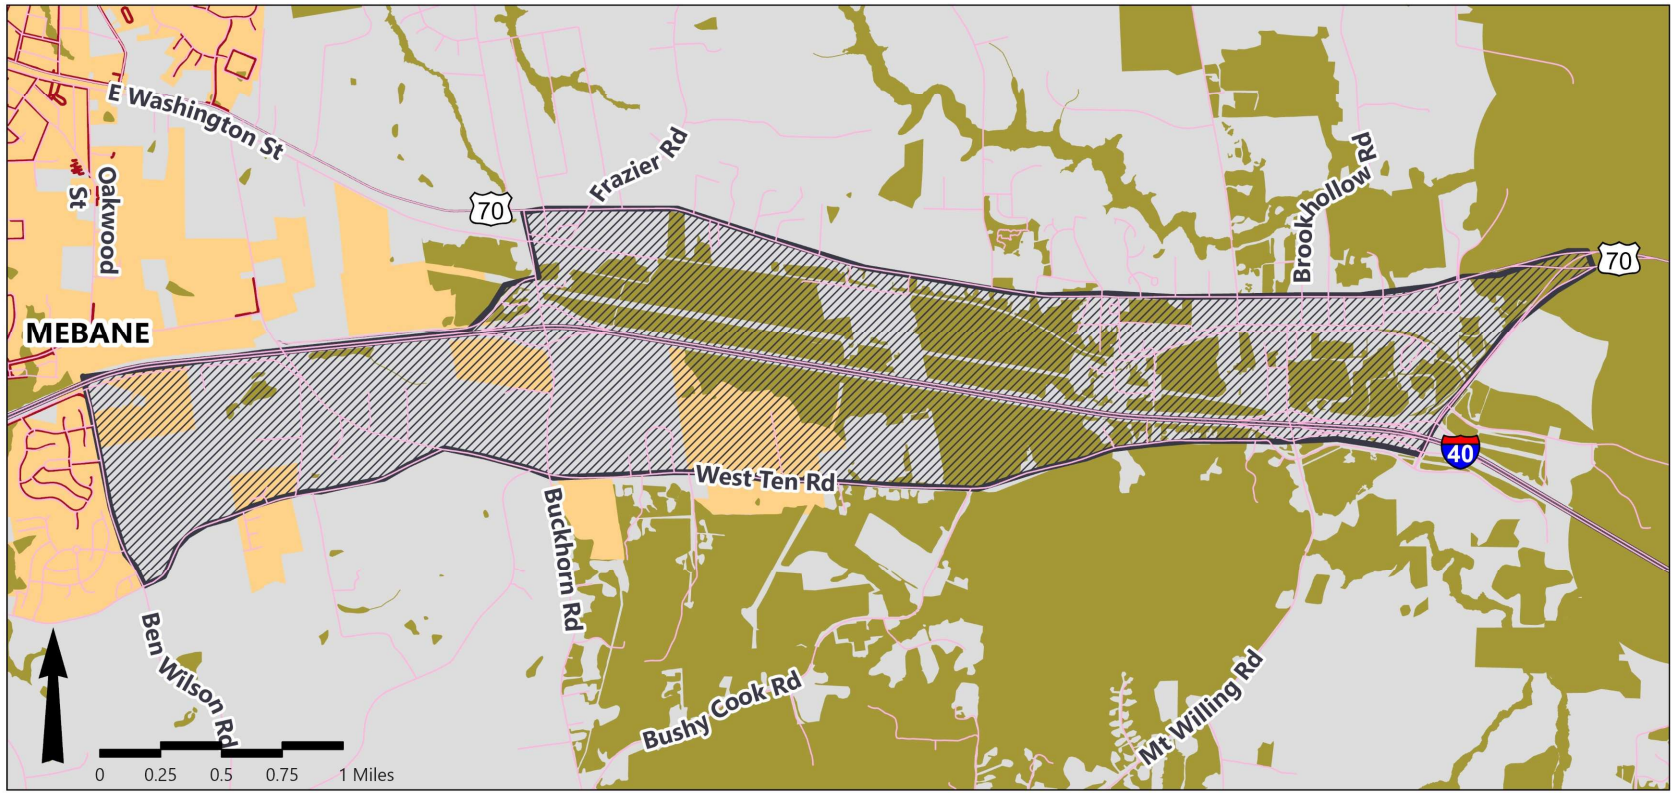 E Washington St
Oakwood
St
70
Frazier Rd
Brookhollow Rd
70
MEBANE
40
West Ten Rd
Buckhorn Rd
Ben Wilson Rd
Bushy Cook Rd
Mt Willing Rd
0 0.25 0.5 0.75 1 Miles